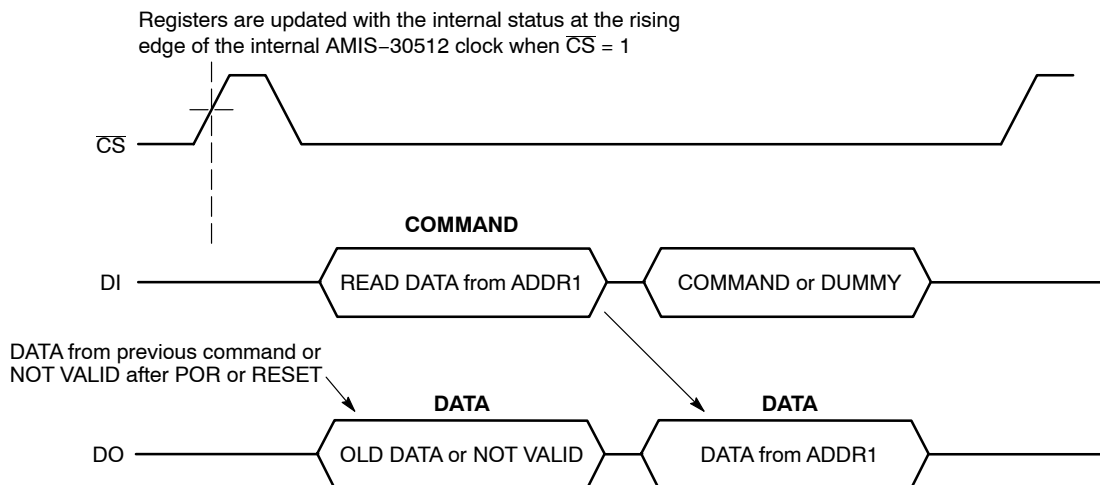 Registers are updated with the internal status at the rising
edge of the internal AMIS−30512 clock when C̅S̅ = 1
C̅S̅
COMMAND
DI
READ DATA from ADDR1
COMMAND or DUMMY
DATA from previous command or
NOT VALID after POR or RESET
DATA
DATA
DO
OLD DATA or NOT VALID
DATA from ADDR1